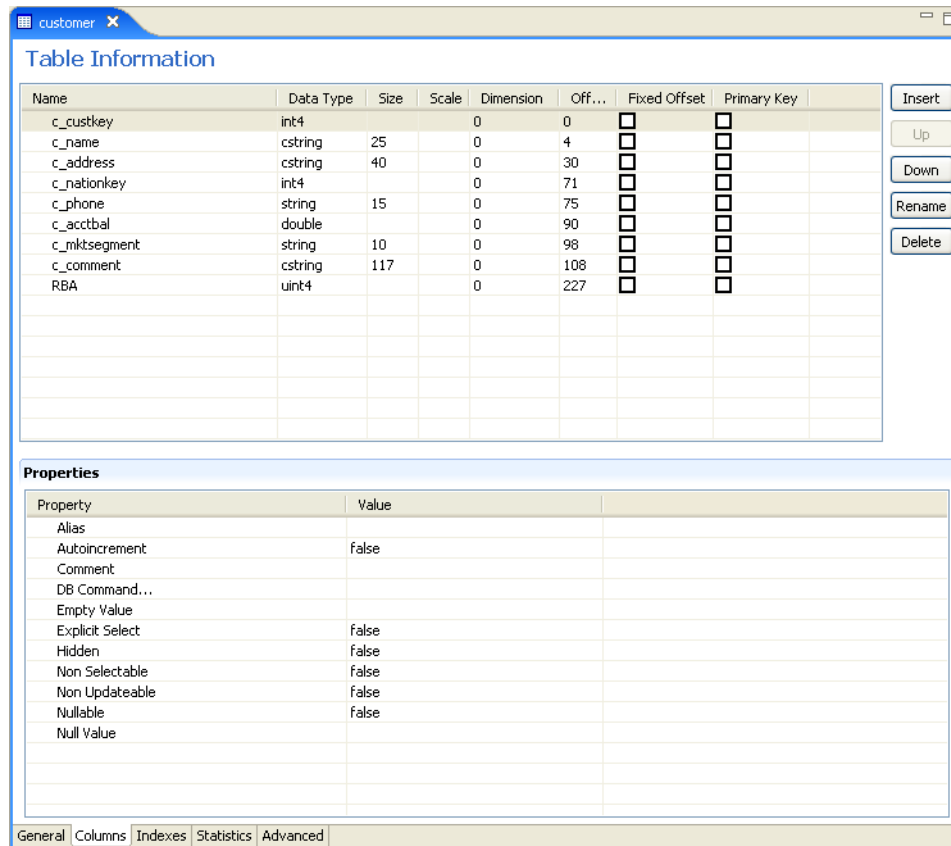 customer
Table Information
Name Data Type Size Scale Dimension Off... Fixed Offset Primary Key
c_custkey int4 0 0
c_name cstring 25 0 4
c_address cstring 40 0 30
c_nationkey int4 0 71
c_phone string 15 0 75
c_acctbal double 0 90
c_mktsegment string 10 0 98
c_comment cstring 117 0 108
RBA uint4 0 227
Insert
Up
Down
Rename
Delete
Properties
Property Value
Alias
Autoincrement false
Comment
DB Command...
Empty Value
Explicit Select false
Hidden false
Non Selectable false
Non Updateable false
Nullable false
Null Value
General Columns Indexes Statistics Advanced